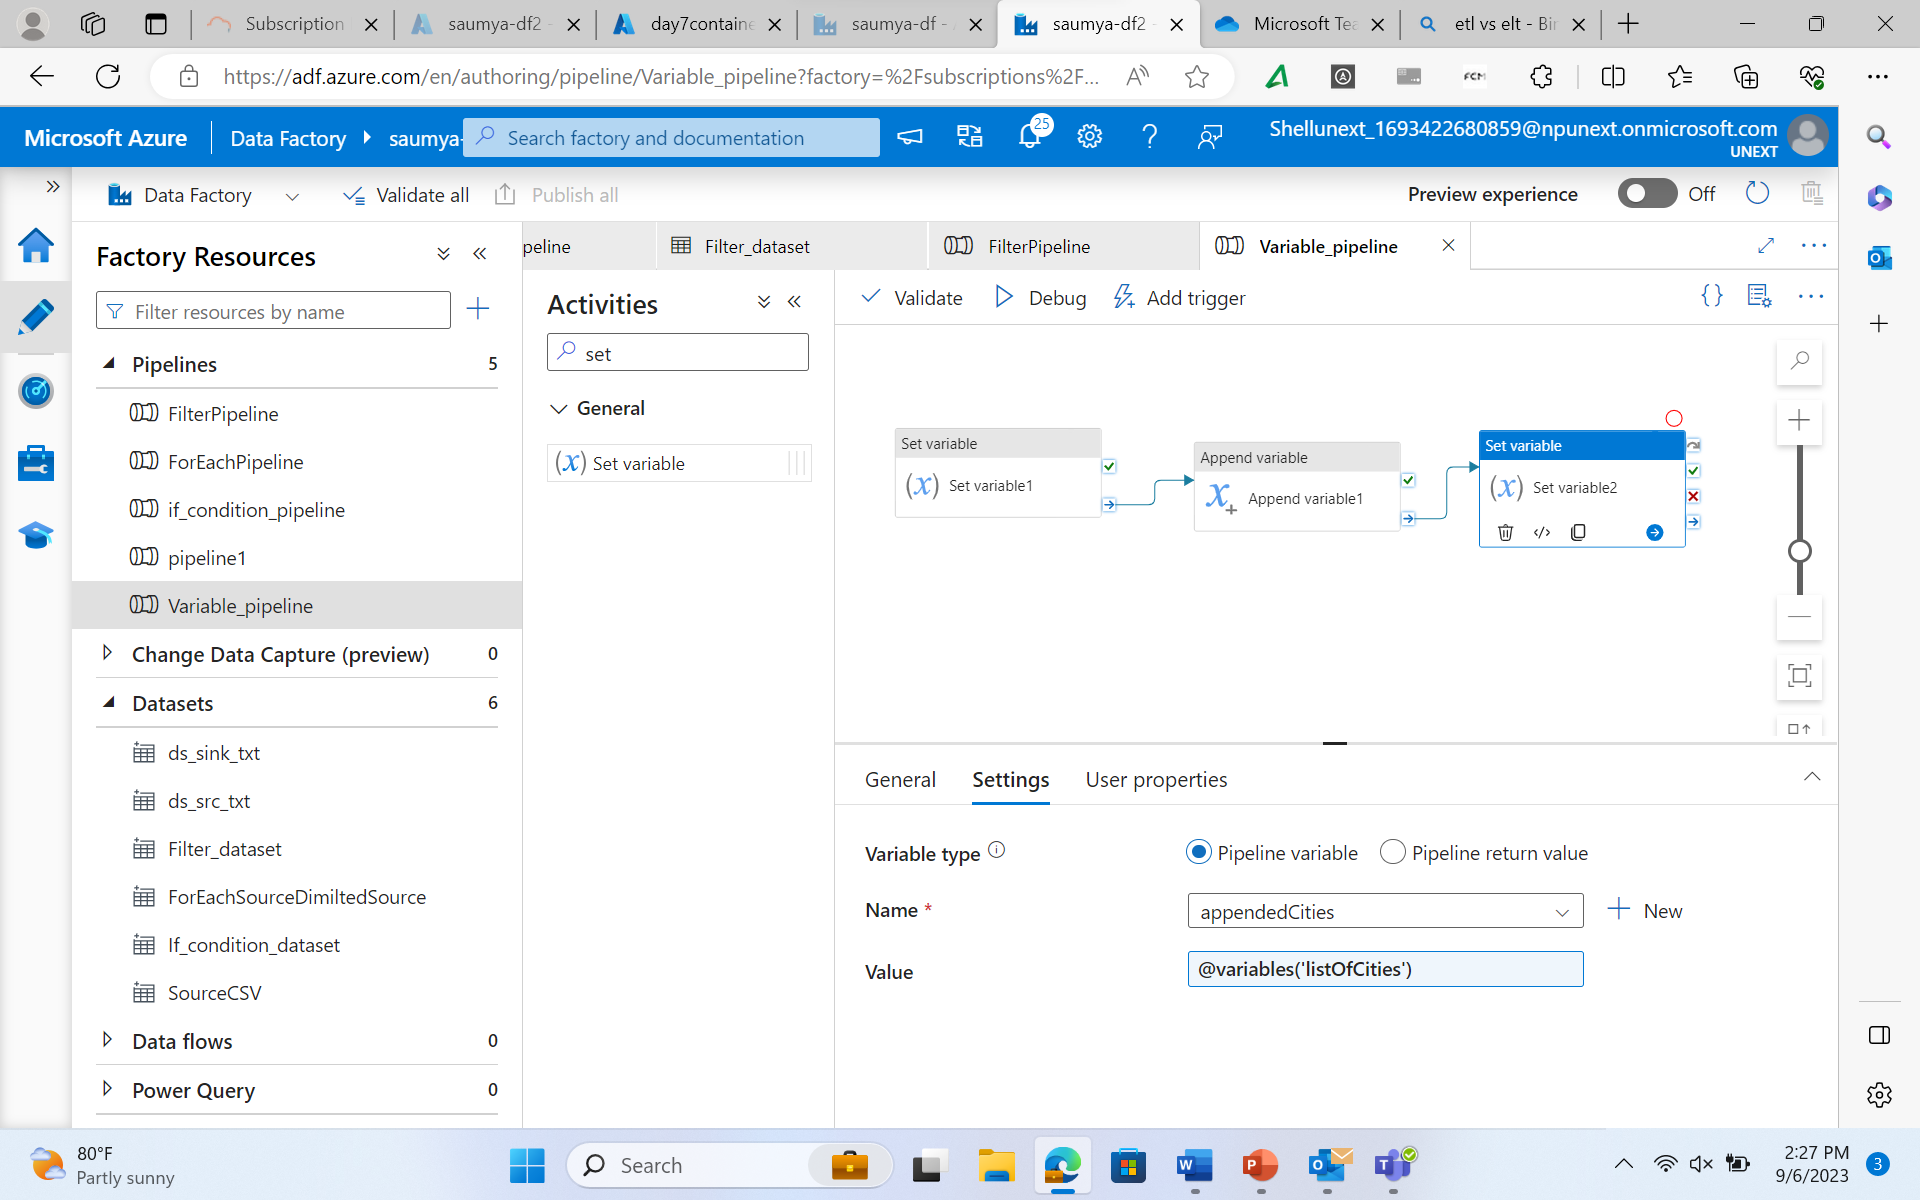 Subscription
saumya-df2 -
day7containe
saumya-df -
saumya-df2 -
Microsoft Tea
etl vs elt - Bin
https://adf.azure.com/en/authoring/pipeline/Variable_pipeline?factory=%2Fsubscriptions%2F...
FCM
Microsoft Azure
Data Factory
saumya-
Search factory and documentation
25
Shellunext_1693422680859@npunext.onmicrosoft.com
UNEXT
Data Factory
Validate all
Publish all
Preview experience
Off
Factory Resources
peline
Filter_dataset
FilterPipeline
Variable_pipeline
Filter resources by name
Activities
Validate
Debug
Add trigger
set
General
Set variable
Pipelines
5
FilterPipeline
ForEachPipeline
if_condition_pipeline
pipeline1
Variable_pipeline
Change Data Capture (preview)
0
Datasets
6
ds_sink_txt
ds_src_txt
Filter_dataset
ForEachSourceDimiltedSource
If_condition_dataset
SourceCSV
Data flows
0
Power Query
0
Set variable
Set variable1
Append variable
Append variable1
Set variable
Set variable2
General
Settings
User properties
Variable type
Pipeline variable
Pipeline return value
Name *
appendedCities
New
Value
@variables('listOfCities')
80°F
Partly sunny
Search
2:27 PM
9/6/2023
3